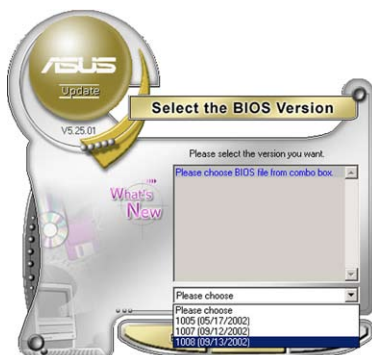 ASUS
Update
V5.25.01
Select the BIOS Version
Please select the version you want.
Please choose BIOS file from combo box.
What's
New
Please choose
Please choose
1005 (05/17/2002)
1007 (09/12/2002)
1008 (09/13/2002)